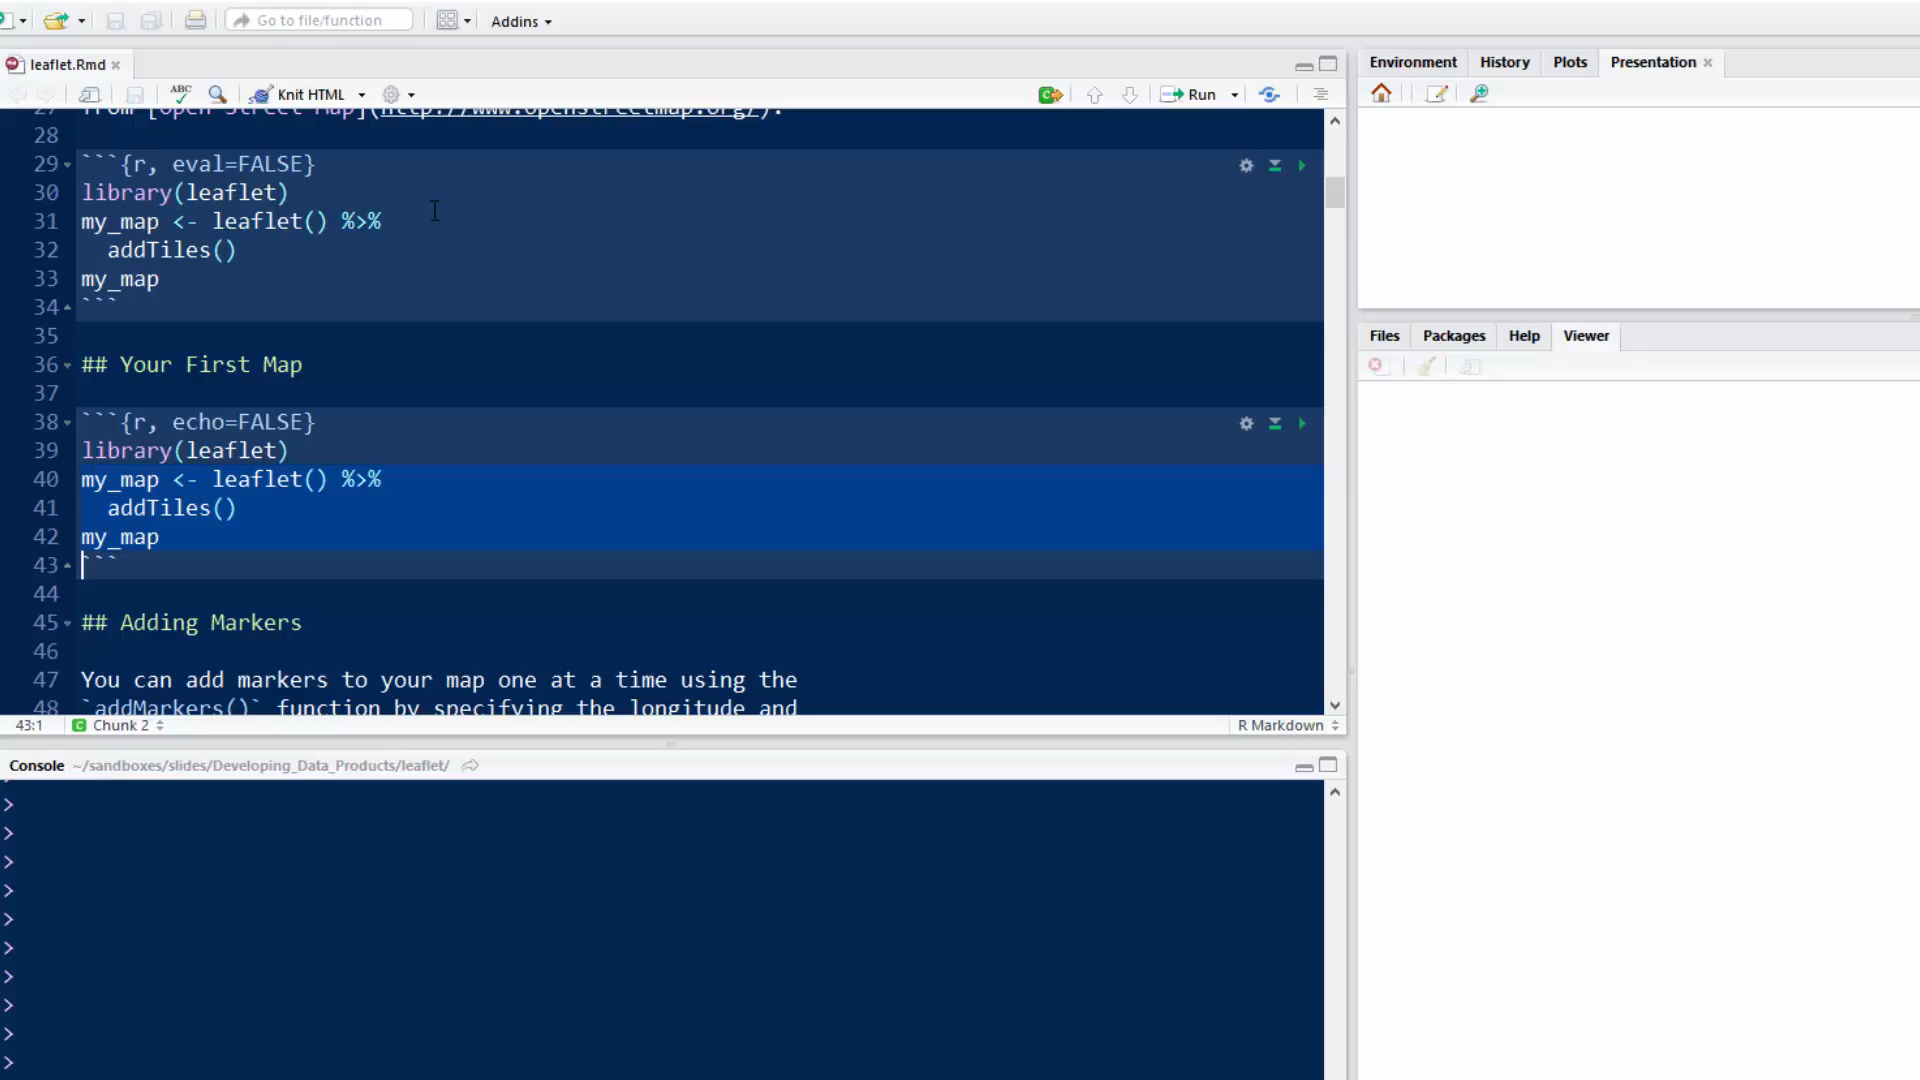 Go to file/function
Addins
leaflet.Rmd
ABC
Knit HTML
Run
27 from [Open Street Map](http://www.openstreetmap.org/).
28
29 ```{r, eval=FALSE}
30 library(leaflet)
31 my_map <- leaflet() %>%
32 addTiles()
33 my_map
34 ```
35
36 ## Your First Map
37
38 ```{r, echo=FALSE}
39 library(leaflet)
40 my_map <- leaflet() %>%
41 addTiles()
42 my_map
43 ```
44
45 ## Adding Markers
46
47 You can add markers to your map one at a time using the
48 `addMarkers()` function by specifying the longitude and
43:1 C Chunk 2 R Markdown
Console ~/sandboxes/slides/Developing_Data_Products/leaflet/
>
>
>
>
>
>
>
>
>
>
Environment History Plots Presentation
Files Packages Help Viewer